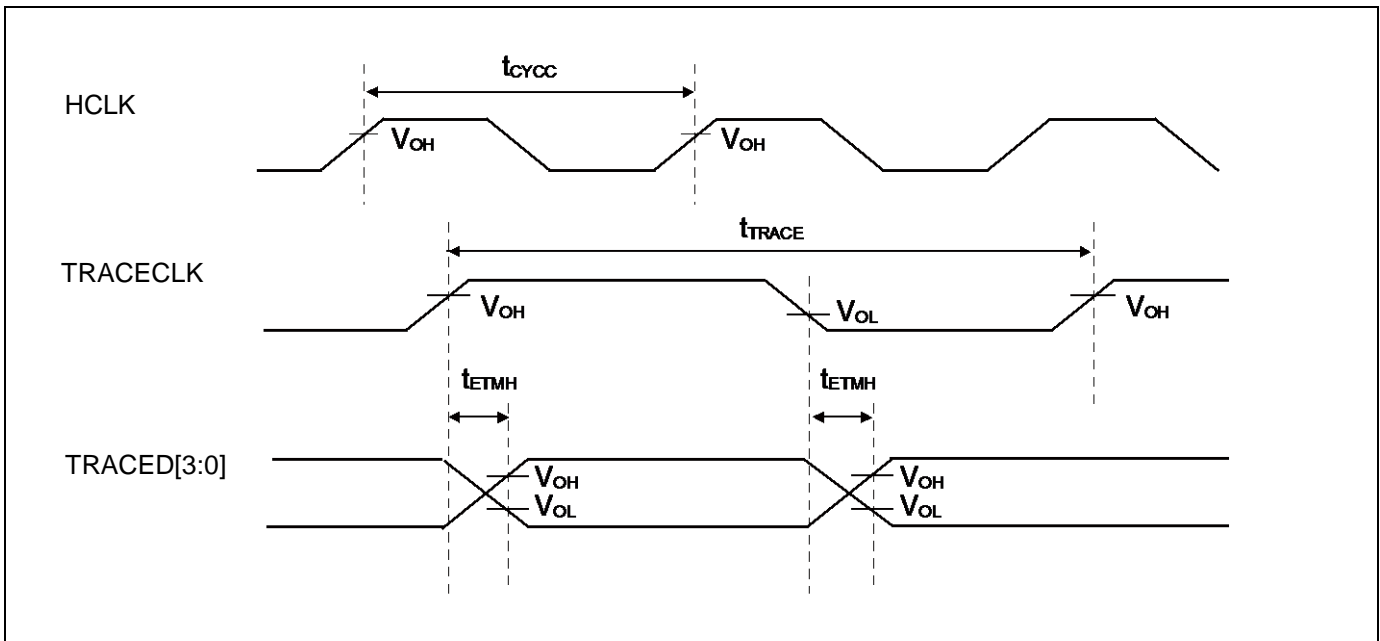 tCYCC
HCLK
VOH VOH
tTRACE
TRACECLK
VOH VOL VOH
tETMH tETMH
TRACED[3:0]
VOH VOH
VOL VOL